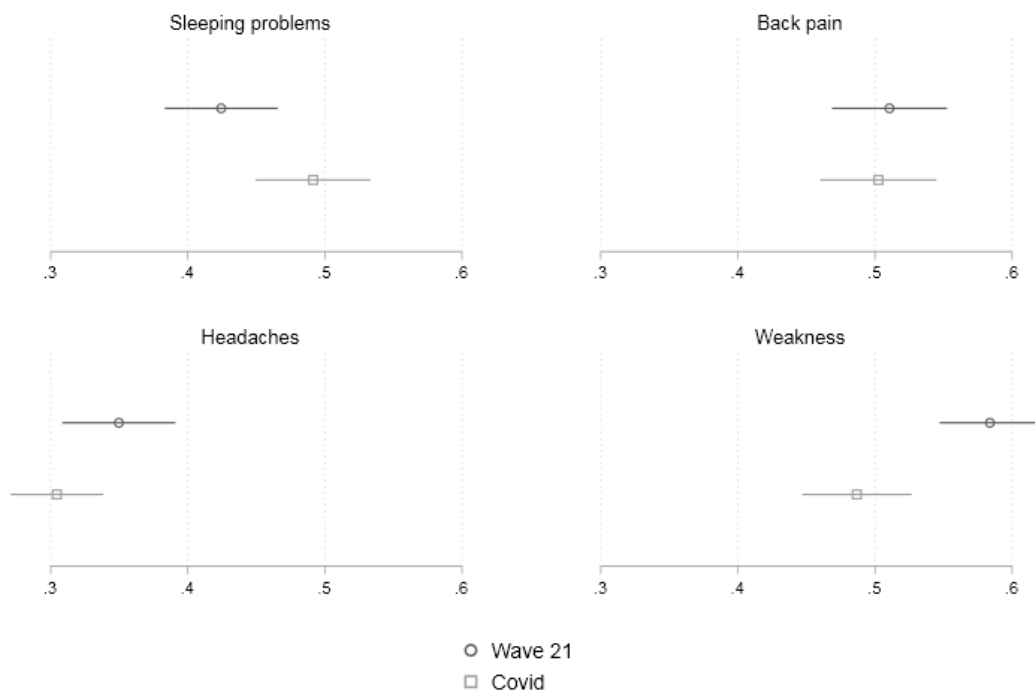 Sleeping problems
Back pain
.3 .4 .5 .6
.3 .4 .5 .6
Headaches
Weakness
.3 .4 .5 .6
.3 .4 .5 .6
Wave 21
Covid